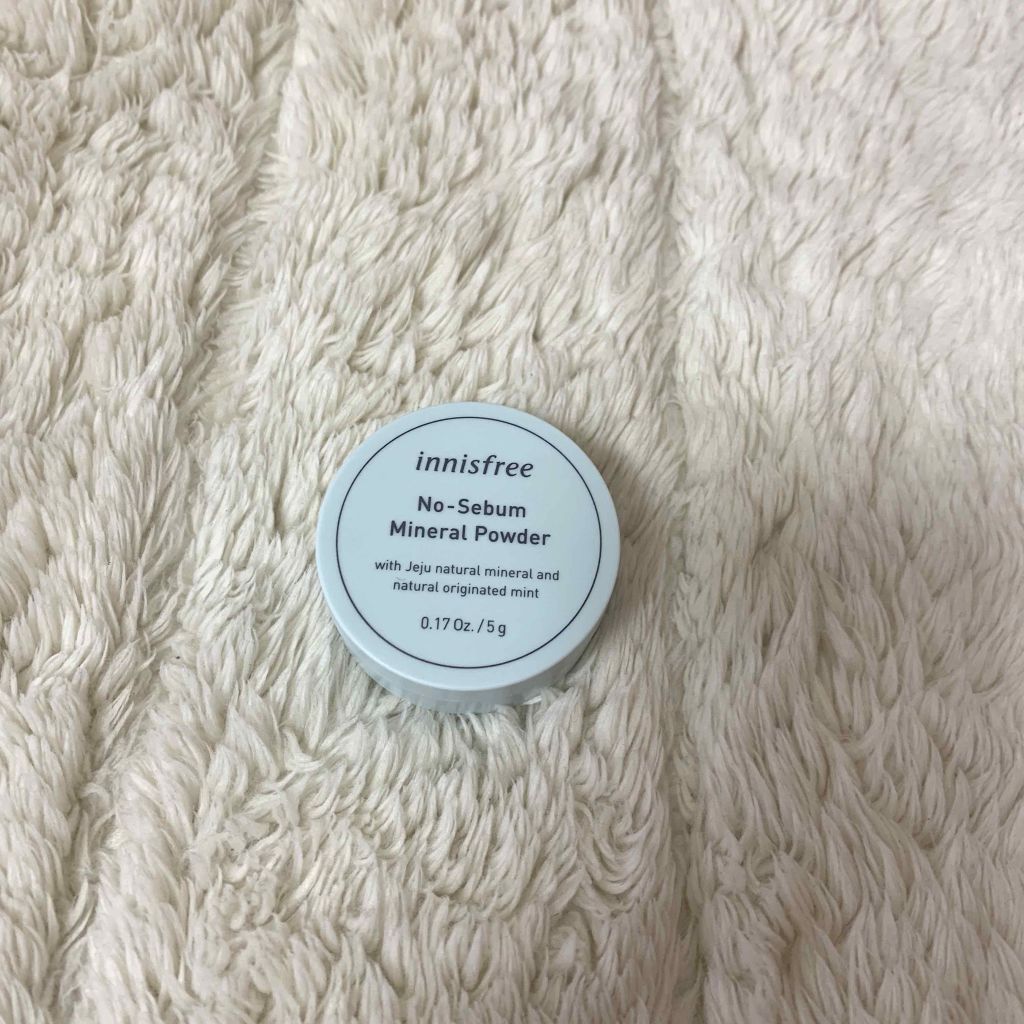 innisfree
No-Sebum
Mineral Powder
with Jeju natural mineral and
natural originated mint
0.17 Oz. / 5 g